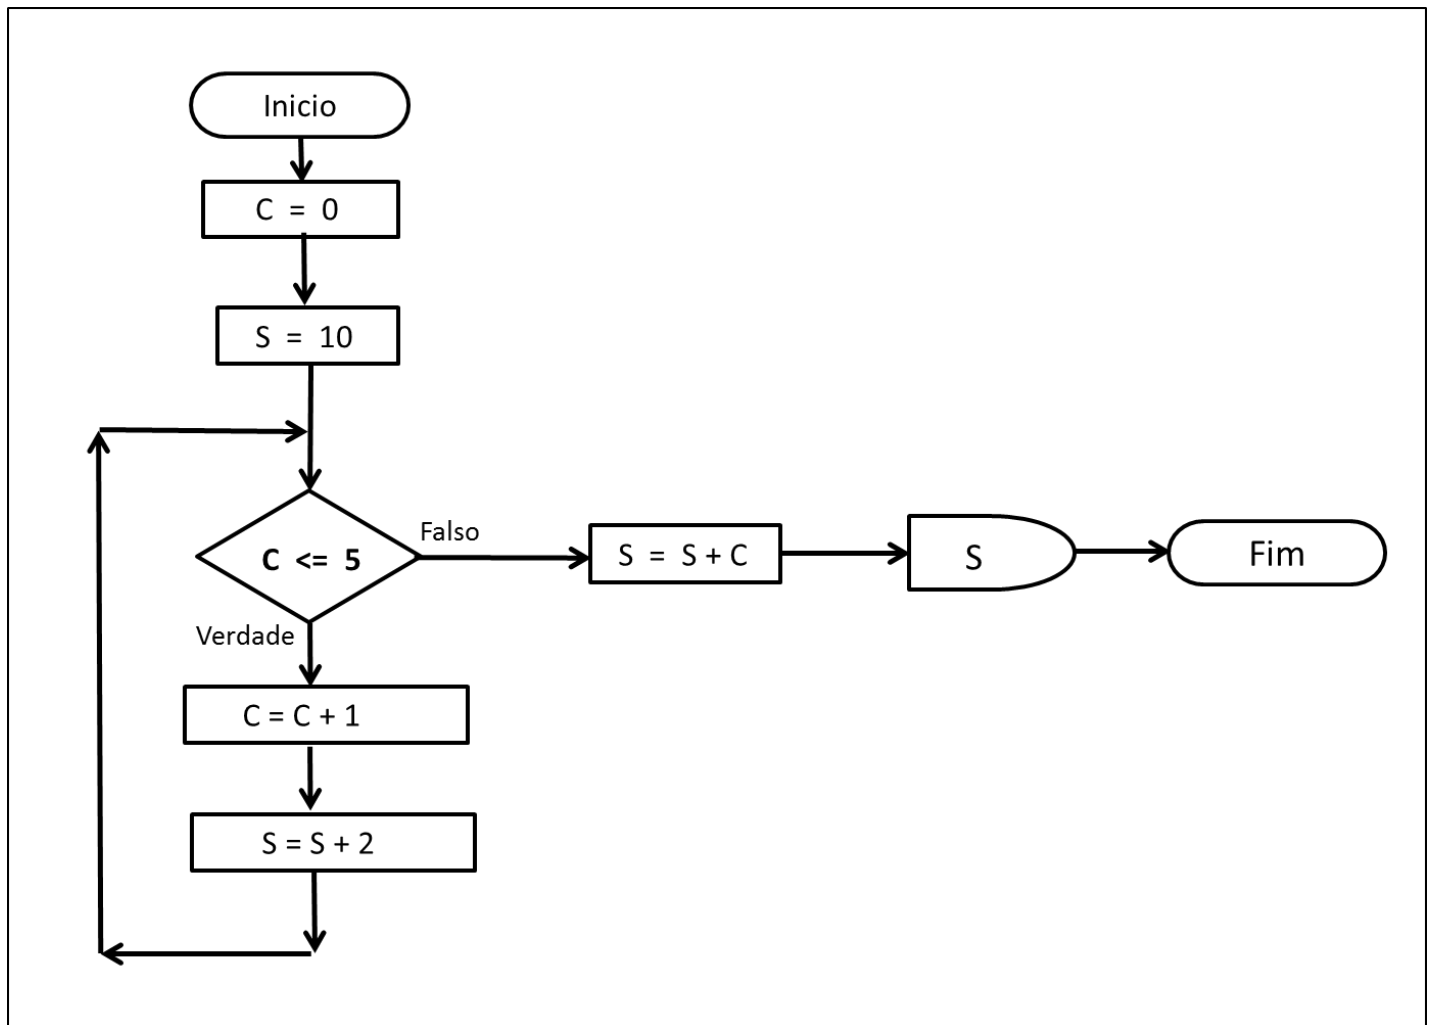 Inicio
C = 0
S = 10
C <= 5
Falso
S = S + C
S
Fim
Verdade
C = C + 1
S = S + 2